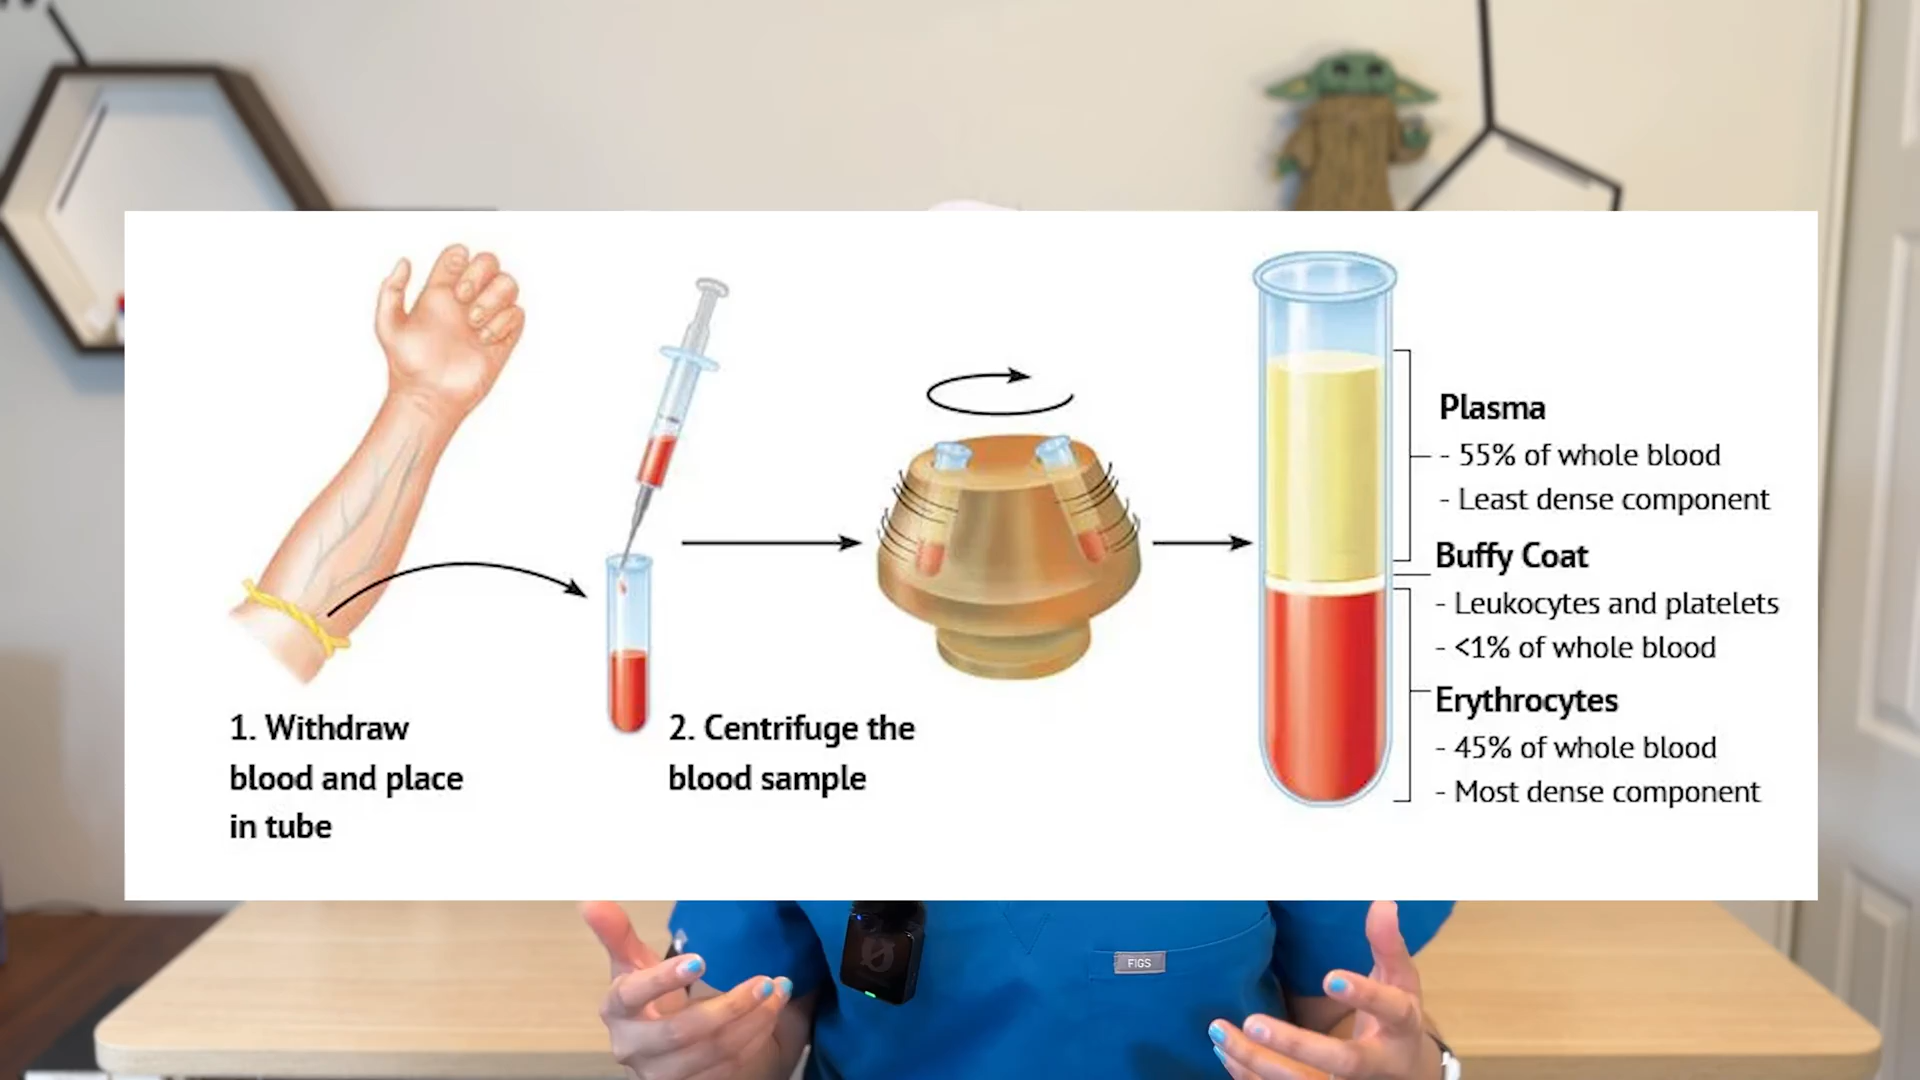 1. Withdraw
blood and place
in tube
2. Centrifuge the
blood sample
Plasma
- 55% of whole blood
- Least dense component
Buffy Coat
- Leukocytes and platelets
- <1% of whole blood
Erythrocytes
- 45% of whole blood
- Most dense component
FIGS